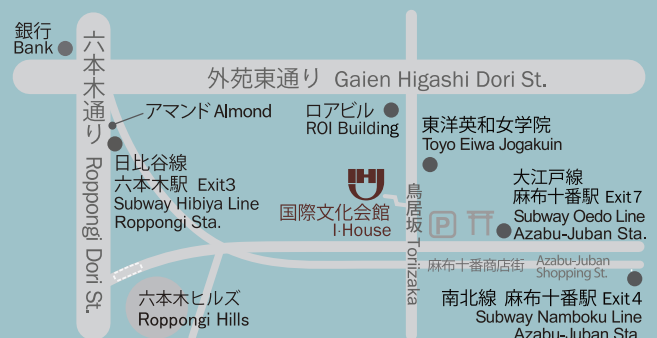 銀行
Bank
六本木通り Roppongi Dori St.
外苑東通り Gaien Higashi Dori St.
アマンド Almond
ロアビル
ROI Building
東洋英和女学院
Toyo Eiwa Jogakuin
日比谷線
六本木駅 Exit3
Subway Hibiya Line
Roppongi Sta.
IHJ
国際文化会館
I·House
鳥居坂 Toriizaka
P
大江戸線
麻布十番駅 Exit7
Subway Oedo Line
Azabu-Juban Sta.
麻布十番商店街
Azabu-Juban
Shopping St.
六本木ヒルズ
Roppongi Hills
南北線 麻布十番駅 Exit4
Subway Namboku Line
Azabu-Juban Sta.